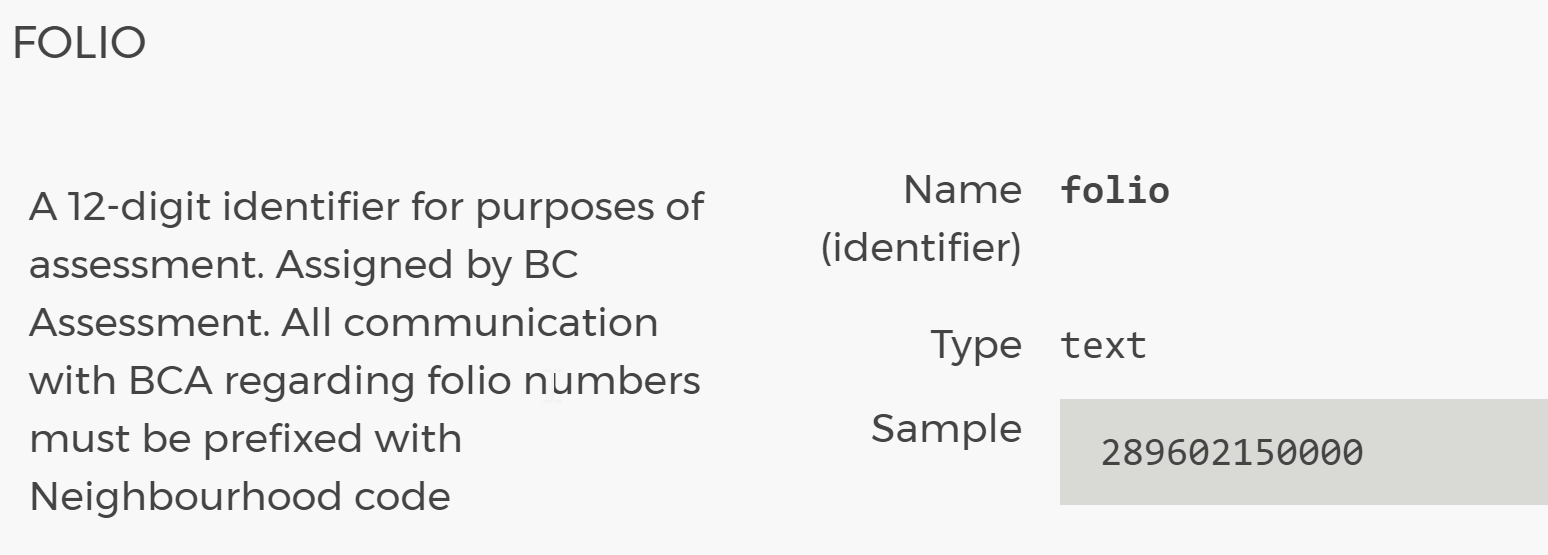 FOLIO
A 12-digit identifier for purposes of
assessment. Assigned by BC
Assessment. All communication
with BCA regarding folio numbers
must be prefixed with
Neighbourhood code
Name folio
(identifier)
Type text
Sample 289602150000